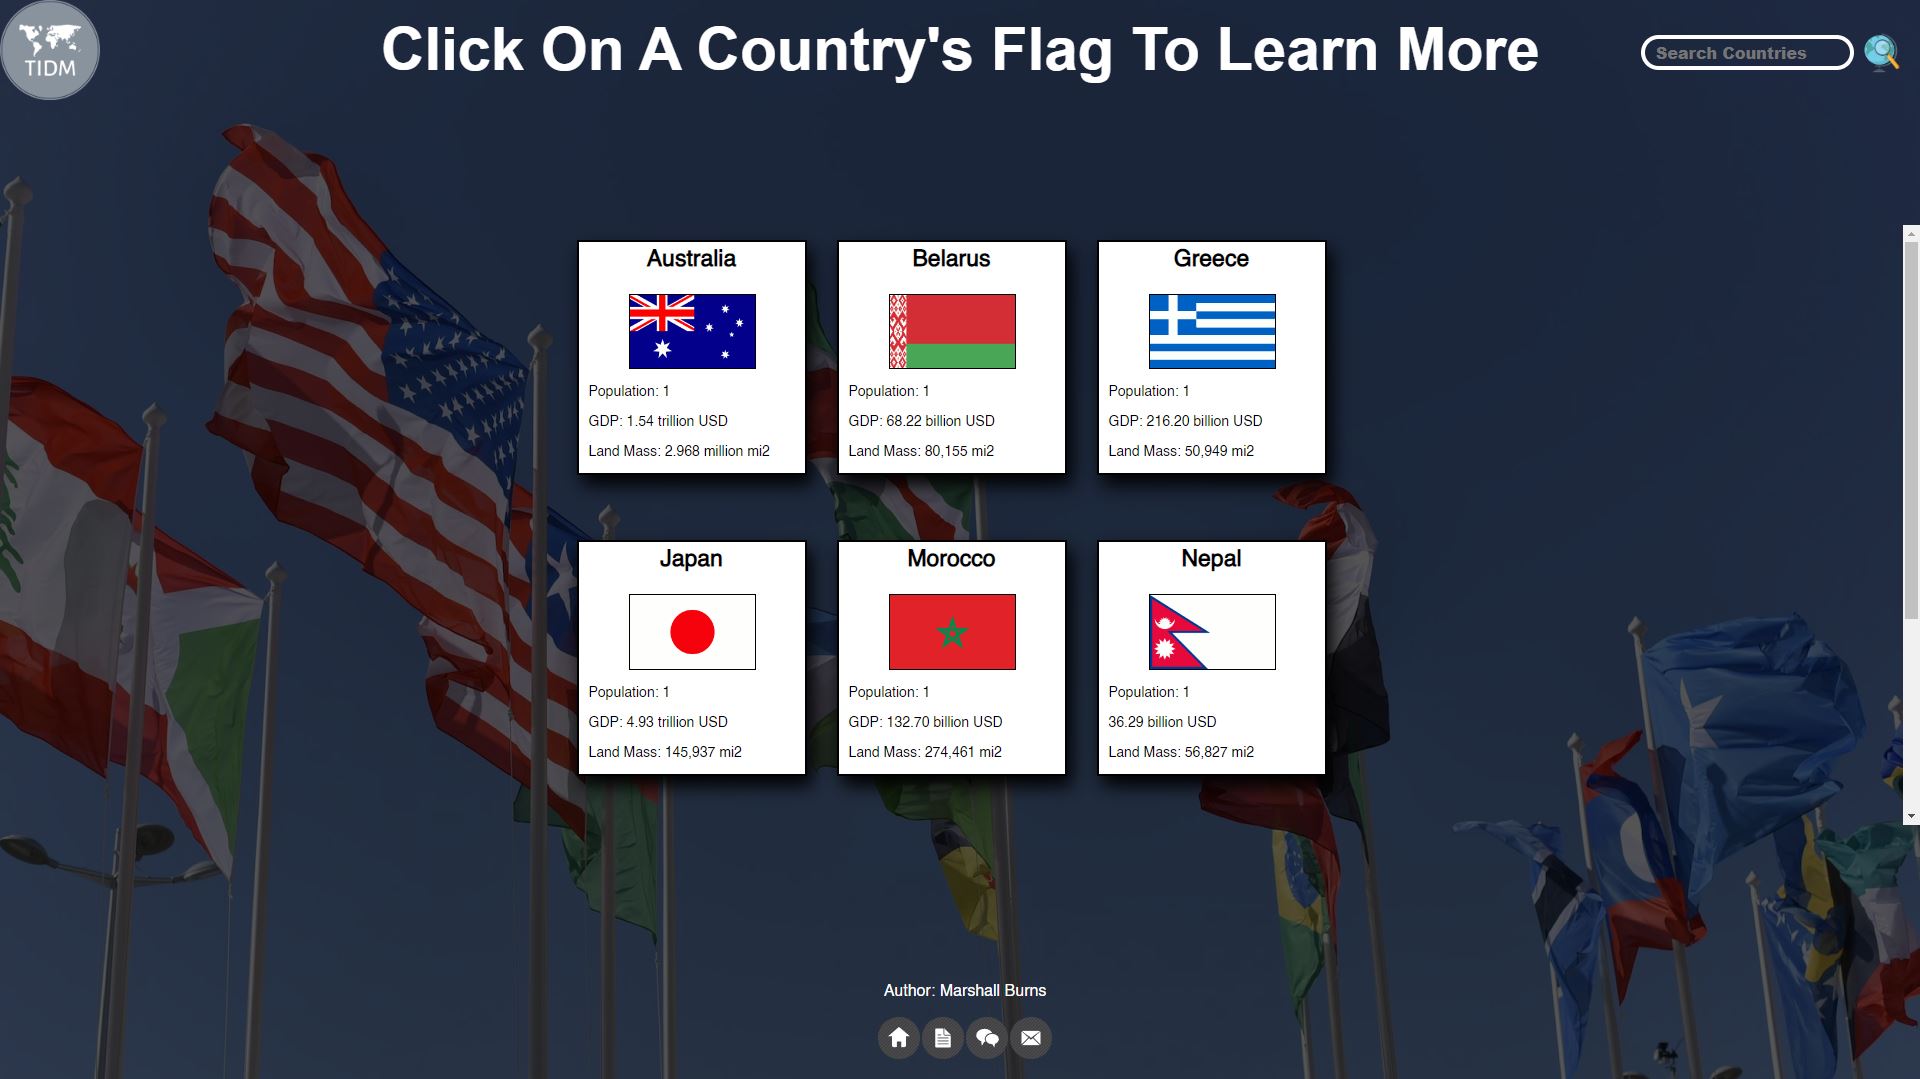 TIDM
Click On A Country's Flag To Learn More
Search Countries
Australia
Population: 1
GDP: 1.54 trillion USD
Land Mass: 2.968 million mi2
Belarus
Population: 1
GDP: 68.22 billion USD
Land Mass: 80,155 mi2
Greece
Population: 1
GDP: 216.20 billion USD
Land Mass: 50,949 mi2
Japan
Population: 1
GDP: 4.93 trillion USD
Land Mass: 145,937 mi2
Morocco
Population: 1
GDP: 132.70 billion USD
Land Mass: 274,461 mi2
Nepal
Population: 1
36.29 billion USD
Land Mass: 56,827 mi2
Author: Marshall Burns